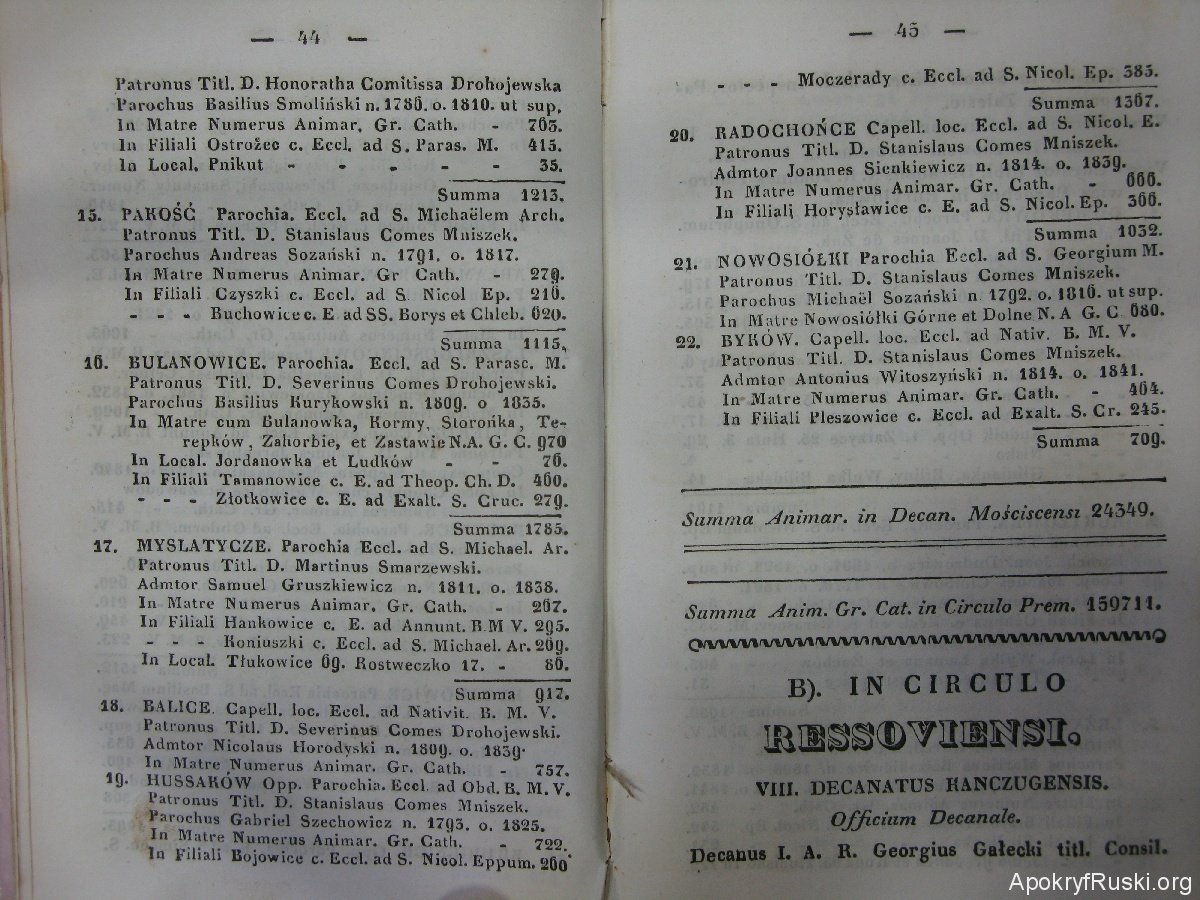 — 44 —
Patronus Titl. D. Honoratha Comitissa Drohojewska
Parochus Basilius Smoliński n. 1786. o. 1810. ut sup.
In Matre Numerus Animar. Gr. Cath. - 763.
In Filiali Ostrożec c. Eccl. ad S. Paras. M. 415.
In Local. Pnikut - - - - 35.
Summa 1213.
15. PAKOŚĆ Parochia. Eccl. ad S. Michaëlem Arch.
Patronus Titl. D. Stanislaus Comes Mniszek.
Parochus Andreas Sozański n. 1791. o. 1817.
In Matre Numerus Animar. Gr Cath. - 279.
In Filiali Czyszki c. Eccl. ad S. Nicol Ep. 216.
- - - Buchowice c. E. ad SS. Borys et Chleb. 620.
Summa 1115.
16. BULANOWICE. Parochia. Eccl. ad S. Parasc. M.
Patronus Titl. D. Severinus Comes Drohojewski.
Parochus Basilius Kurykowski n. 1809. o 1835.
In Matre cum Bulanowka, Kormy, Storońka, Te-
repków, Zahorbie, et Zastawie N.A. G. C. 970
In Local. Jordanowka et Ludków - - 76.
In Filiali Tamanowice c. E. ad Theop. Ch. D. 460.
- - - Złotkowice c. E. ad Exalt. S. Cruc. 279.
Summa 1785.
17. MYSLATYCZE. Parochia Eccl. ad S. Michael. Ar.
Patronus Titl. D. Martinus Smarzewski.
Admtor Samuel Gruszkiewicz n. 1811. o. 1838.
In Matre Numerus Animar. Gr. Cath. - 267.
In Filiali Hankowice c. E. ad Annunt. B. M V. 295.
- - - Koniuszki c. Eccl. ad S. Michael. Ar. 269.
In Local. Tłukowice 69. Rostweczko 17. - 86.
Summa 917.
18. BALICE. Capell. loc. Eccl. ad Nativit. B. M. V.
Patronus Titl. D. Severinus Comes Drohojewski.
Admtor Nicolaus Horodyski n. 1809. o. 1839.
In Matre Numerus Animar. Gr. Cath. - 757.
19. HUSSAKÓW Opp. Parochia. Eccl. ad Obd. B. M. V.
Patronus Titl. D. Stanislaus Comes Mniszek.
Parochus Gabriel Szechowicz n. 1793. o. 1825.
In Matre Numerus Animar. Gr. Cath. - 722.
In Filiali Bojowice c. Eccl. ad S. Nicol. Eppum. 260
— 45 —
- - - Moczerady c. Eccl. ad S. Nicol. Ep. 385.
Summa 1367.
20. RADOCHOŃCE Capell. loc. Eccl. ad S. Nicol. E.
Patronus Titl. D. Stanislaus Comes Mniszek.
Admtor Joannes Sienkiewicz n. 1814. o. 1839.
In Matre Numerus Animar. Gr. Cath. - 666.
In Filiali Horysławice c. E. ad S. Nicol. Ep. 366.
Summa 1032.
21. NOWOSIÓŁKI Parochia Eccl. ad S. Georgium M.
Patronus Titl. D. Stanislaus Comes Mniszek.
Parochus Michaël Sozański n. 1792. o. 1816. ut sup.
In Matre Nowosiółki Górne et Dolne N. A G. C 680.
22. BYKÓW. Capell. loc. Eccl. ad Nativ. B. M. V.
Patronus Titl. D. Stanislaus Comes Mniszek.
Admtor Antonius Witoszyński n. 1814. o. 1841.
In Matre Numerus Animar. Gr. Cath. - 464.
In Filiali Pleszowice c. Eccl. ad Exalt. S. Cr. 245.
Summa 709.
Summa Animar. in Decan. Mościscensi 24349.
Summa Anim. Gr. Cat. in Circulo Prem. 159711.
B). IN CIRCULO
RESSOVIENSI.
VIII. DECANATUS KANCZUGENSIS.
Officium Decanale.
Decanus I. A. R. Georgius Gałecki titl. Consil.
ApokryfRuski.org